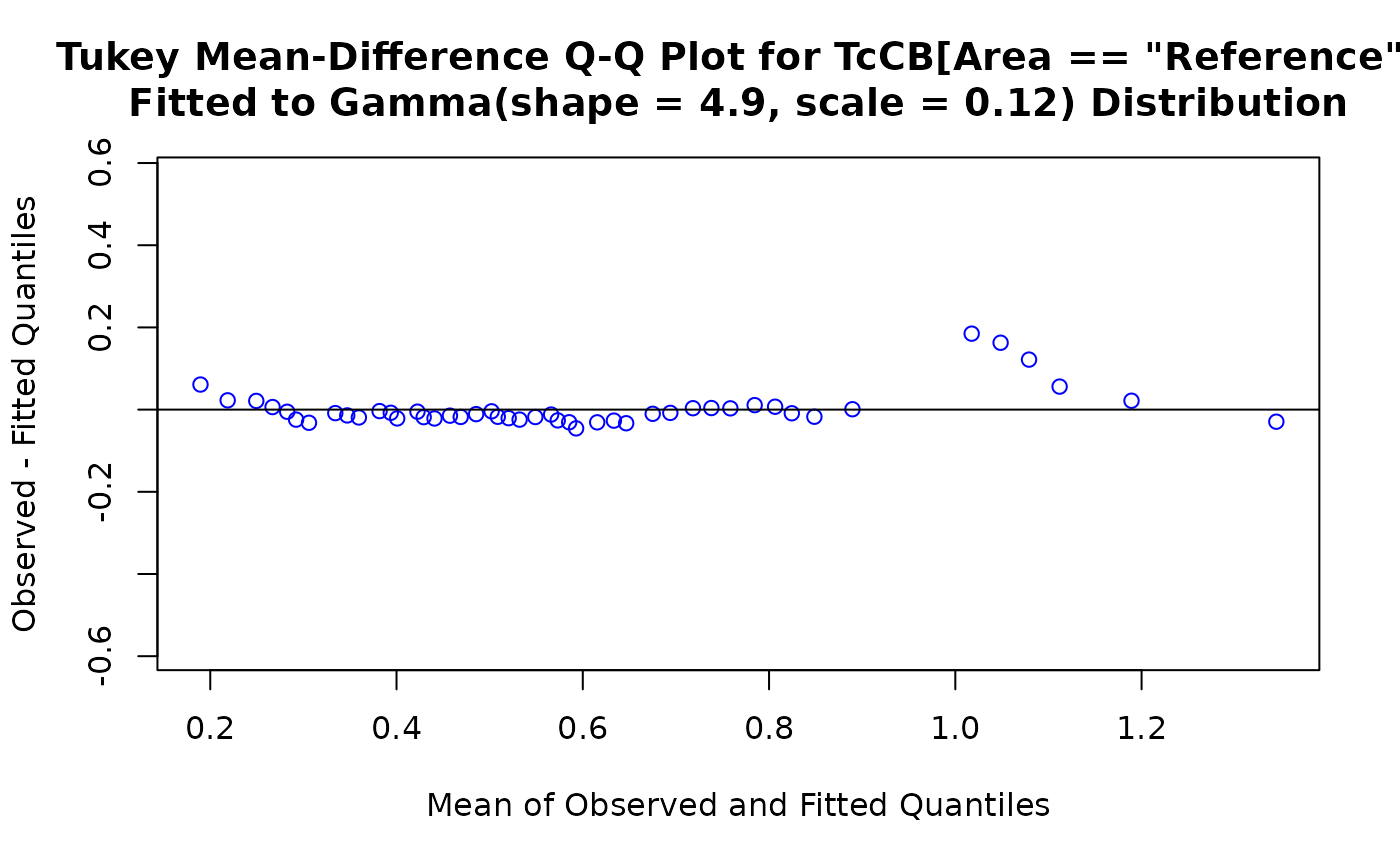 Tukey Mean-Difference Q-Q Plot for TcCB[Area == "Reference"
Fitted to Gamma(shape = 4.9, scale = 0.12) Distribution
Observed - Fitted Quantiles
0.6
0.4
0.2
-0.2
-0.6
0.2 0.4 0.6 0.8 1.0 1.2
Mean of Observed and Fitted Quantiles